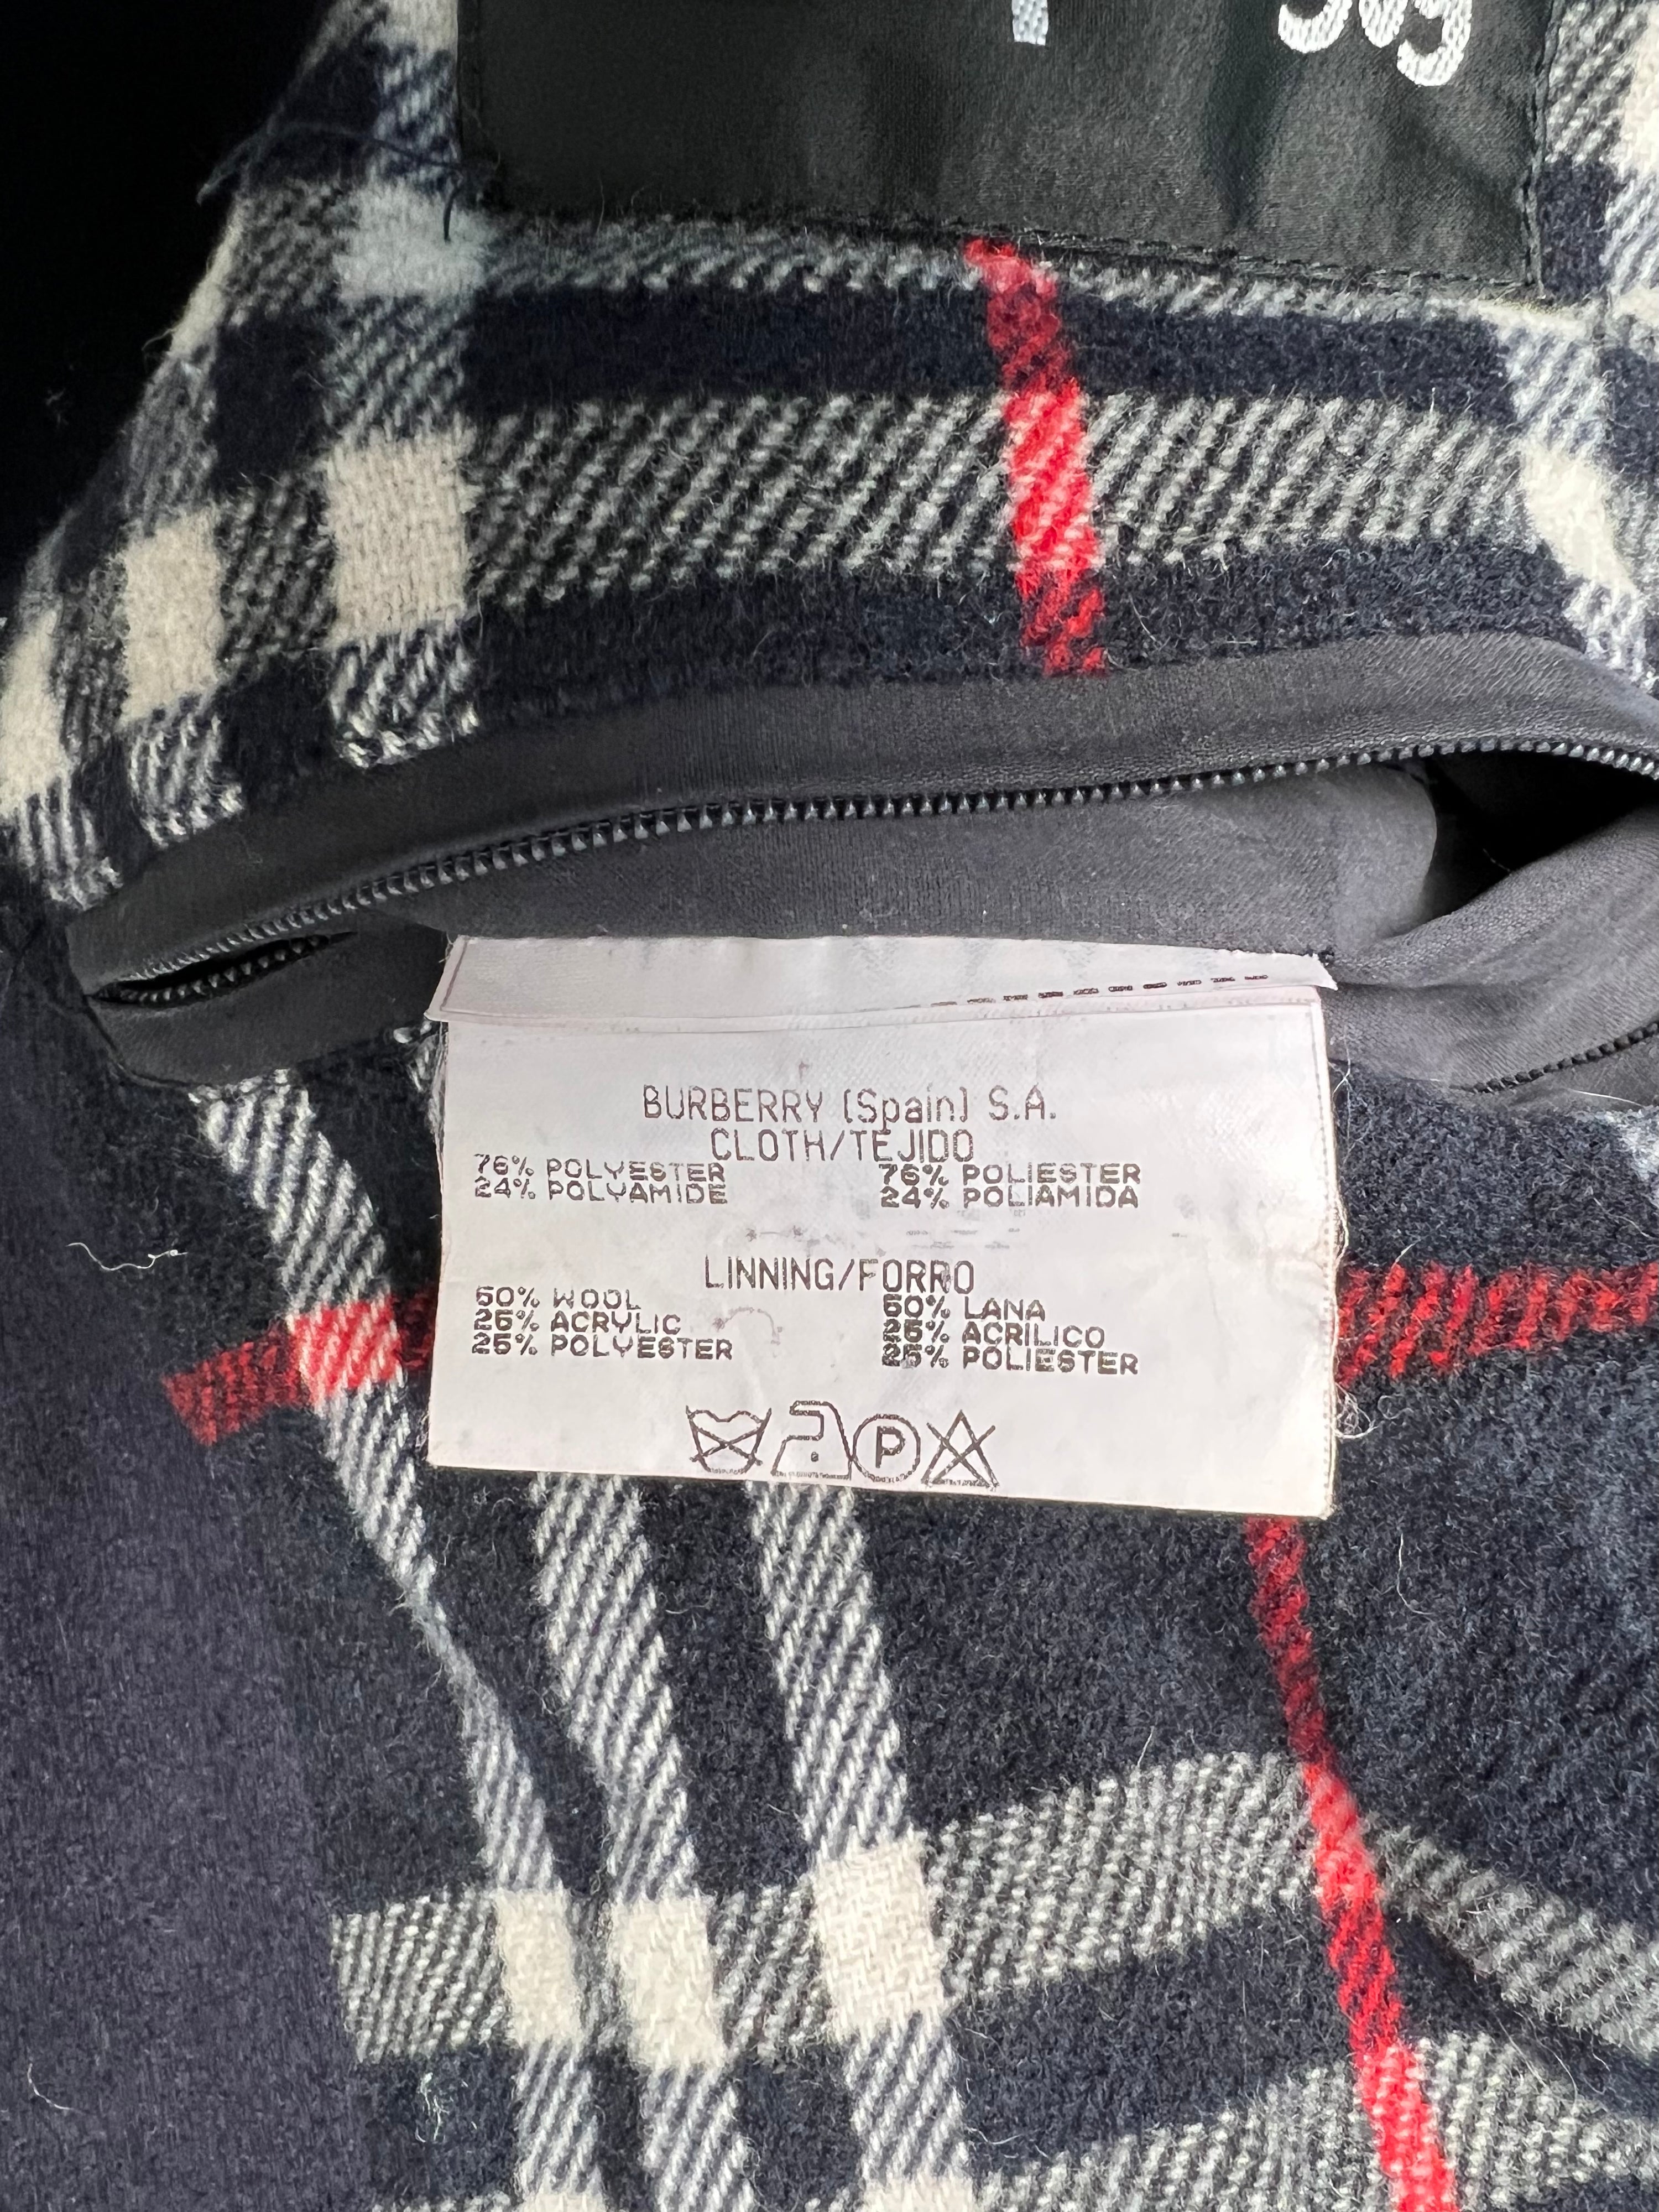 BURBERRY (Spain) S.A.
CLOTH/TEJIDO
76% POLYESTER 76% POLIESTER
24% POLYAMIDE 24% POLIAMIDA
LINNING/FORRO
50% WOOL 50% LANA
25% ACRYLIC 25% ACRILICO
25% POLYESTER 25% POLIESTER
P